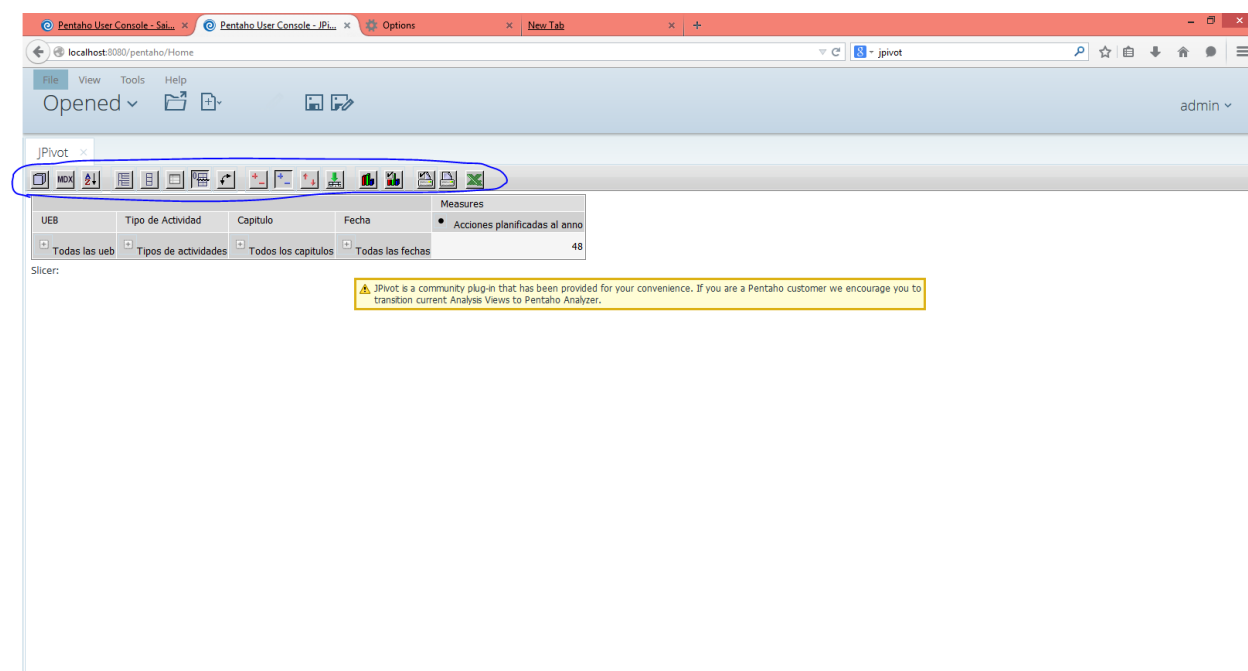 Pentaho User Console - Sai...
Pentaho User Console - JPi...
Options
New Tab
localhost:8080/pentaho/Home
8
jpivot
File View Tools Help
Opened
admin
JPivot
MDX
Measures
UEB Tipo de Actividad Capitulo Fecha Acciones planificadas al anno
Todas las ueb Tipos de actividades Todos los capitulos Todas las fechas 48
Slicer:
JPivot is a community plug-in that has been provided for your convenience. If you are a Pentaho customer we encourage you to
transition current Analysis Views to Pentaho Analyzer.